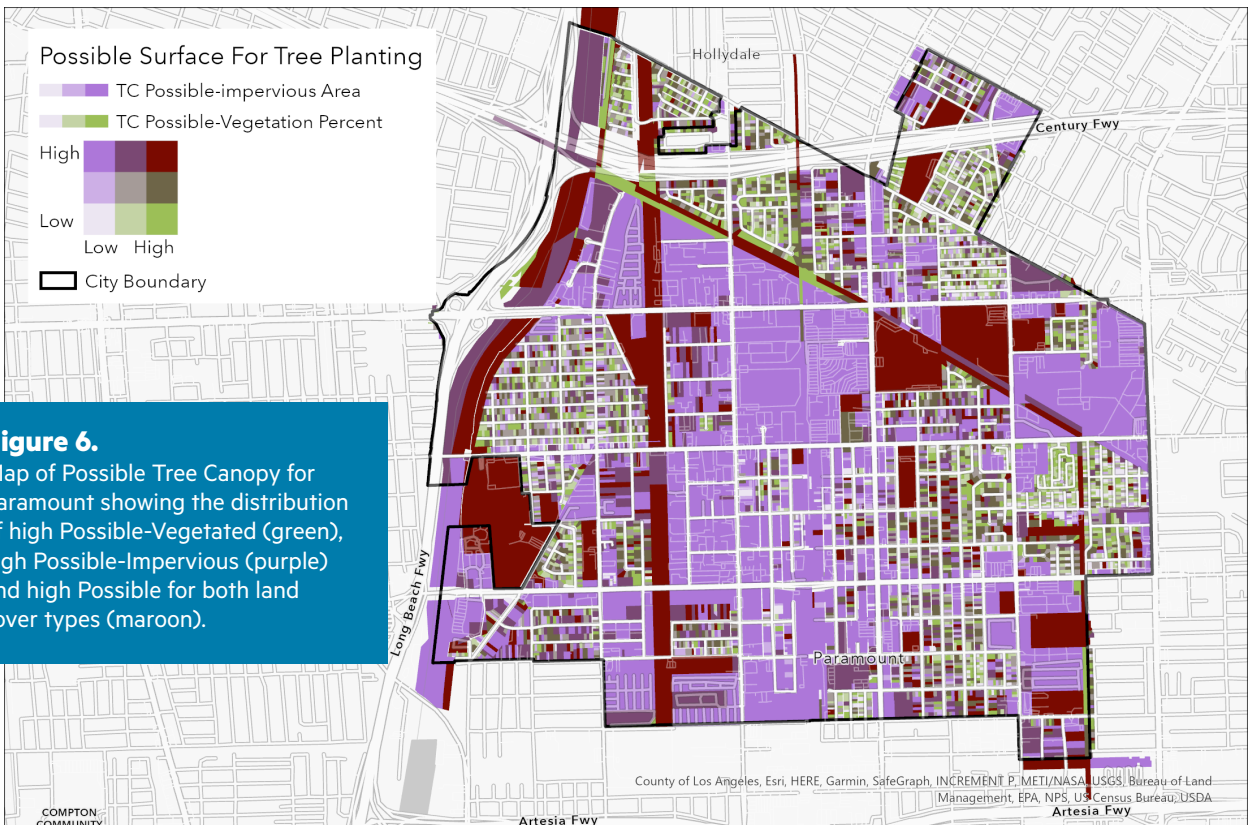 Possible Surface For Tree Planting
TC Possible-impervious Area
TC Possible-Vegetation Percent
High
Low
Low High
City Boundary
Hollydale
Century Fwy
igure 6.
ap of Possible Tree Canopy for
aramount showing the distribution
f high Possible-Vegetated (green),
gh Possible-Impervious (purple)
nd high Possible for both land
over types (maroon).
Long Beach Fwy
Paramount
County of Los Angeles, Esri, HERE, Garmin, SafeGraph, INCREMENT P, METI/NASA, USGS, Bureau of Land
Management, EPA, NPS, US Census Bureau, USDA
COMPTON
COMMUNITY
Artesia Fwy
Artesia Fwy